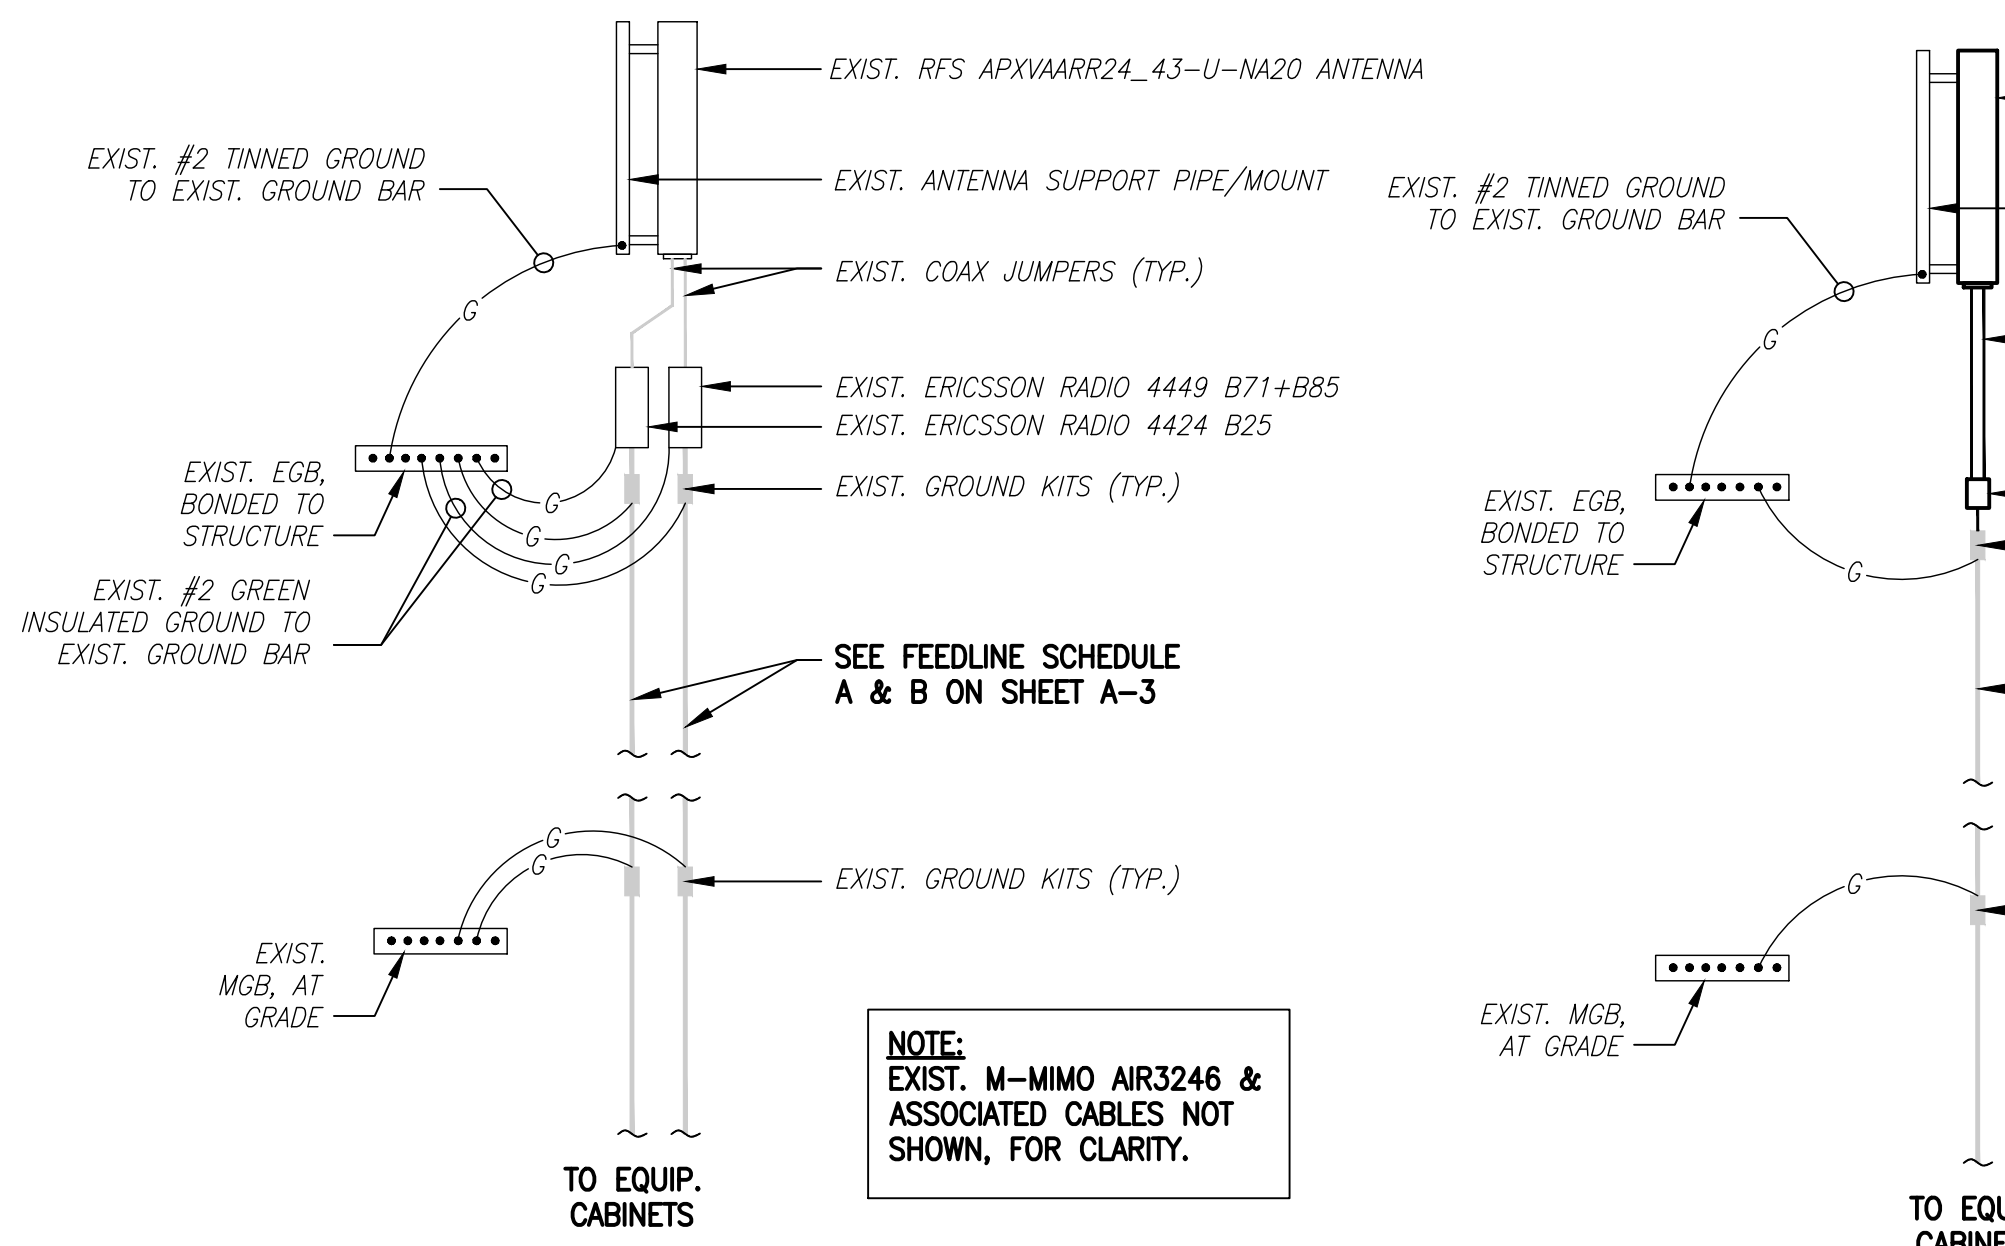 EXIST. RFS APXVAARR24_43-U-NA20 ANTENNA
EXIST. #2 TINNED GROUND
TO EXIST. GROUND BAR
EXIST. ANTENNA SUPPORT PIPE/MOUNT
EXIST. COAX JUMPERS (TYP.)
G
EXIST. ERICSSON RADIO 4449 B71+B85
EXIST. ERICSSON RADIO 4424 B25
EXIST. EGB,
BONDED TO
STRUCTURE
EXIST. GROUND KITS (TYP.)
G
G
G
G
EXIST. #2 GREEN
INSULATED GROUND TO
EXIST. GROUND BAR
SEE FEEDLINE SCHEDULE
A & B ON SHEET A-3
G
G
EXIST. GROUND KITS (TYP.)
EXIST.
MGB, AT
GRADE
NOTE:
EXIST. M-MIMO AIR3246 &
ASSOCIATED CABLES NOT
SHOWN, FOR CLARITY.
TO EQUIP.
CABINETS
EXIST. #2 TINNED GROUND
TO EXIST. GROUND BAR
G
EXIST. EGB,
BONDED TO
STRUCTURE
G
G
EXIST. MGB,
AT GRADE
TO